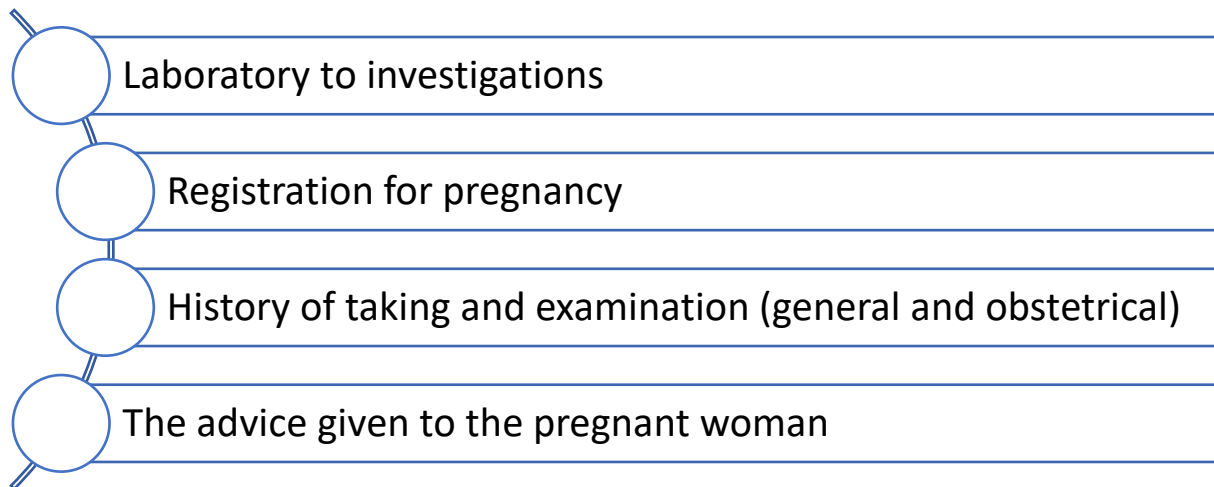 Laboratory to investigations
Registration for pregnancy
History of taking and examination (general and obstetrical)
The advice given to the pregnant woman